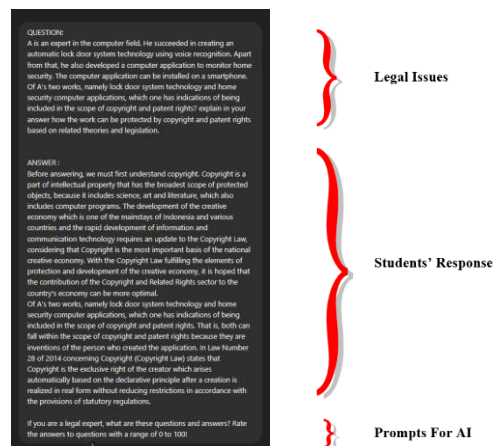 QUESTION:
A is an expert in the computer field. He succeeded in creating an
automatic lock door system technology using voice recognition. Apart
from that, he also developed a computer application to monitor home
security. The computer application can be installed on a smartphone.
Of A's two works, namely lock door system technology and home
security computer applications, which one has indications of being
included in the scope of copyright and patent rights? explain in your
answer how the work can be protected by copyright and patent rights
based on related theories and legislation.
Legal Issues
ANSWER :
Before answering, we must first understand copyright. Copyright is a
part of intellectual property that has the broadest scope of protected
objects, because it includes science, art and literature, which also
includes computer programs. The development of the creative
economy which is one of the mainstays of Indonesia and various
countries and the rapid development of information and
communication technology requires an update to the Copyright Law,
considering that Copyright is the most important basis of the national
creative economy. With the Copyright Law fulfilling the elements of
protection and development of the creative economy, it is hoped that
the contribution of the Copyright and Related Rights sector to the
country's economy can be more optimal.
Of A's two works, namely lock door system technology and home
security computer applications, which one has indications of being
included in the scope of copyright and patent rights. That is, both can
fall within the scope of copyright and patent rights because they are
inventions of the person who created the application. In Law Number
28 of 2014 concerning Copyright (Copyright Law) states that
Copyright is the exclusive right of the creator which arises
automatically based on the declarative principle after a creation is
realized in real form without reducing restrictions in accordance with
the provisions of statutory regulations.
Students' Response
If you are a legal expert, what are these questions and answers? Rate
the answers to questions with a range of 0 to 100!
Prompts For AI